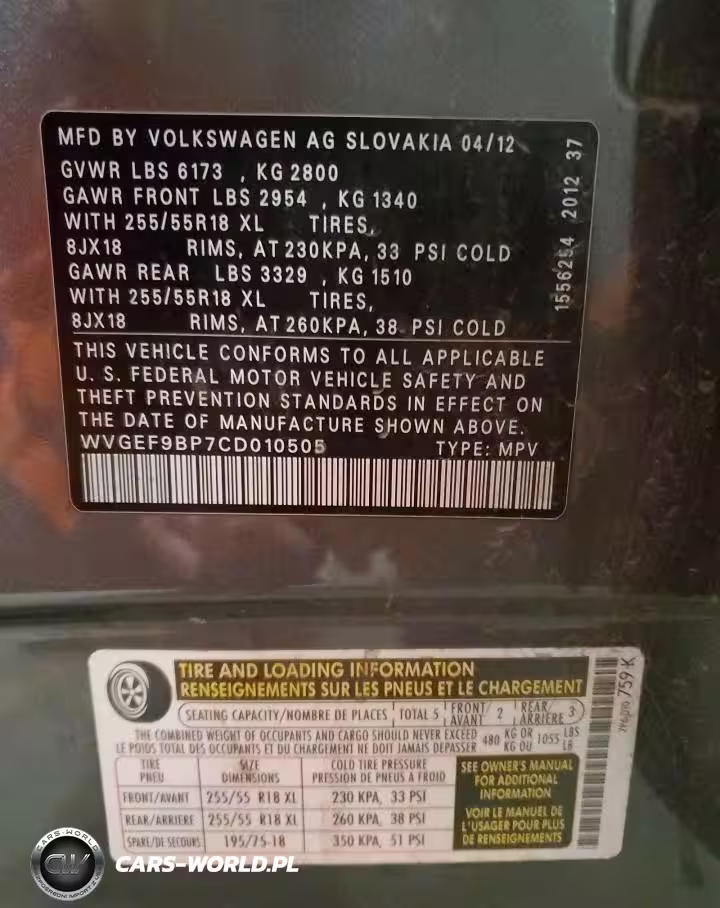 MFD BY VOLKSWAGEN AG SLOVAKIA 04/12
GVWR LBS 6173 , KG 2800
GAWR FRONT LBS 2954 , KG 1340
WITH 255/55R18 XL TIRES,
8JX18 RIMS, AT 230KPA, 33 PSI COLD
GAWR REAR LBS 3329 , KG 1510
WITH 255/55R18 XL TIRES,
8JX18 RIMS, AT 260KPA, 38 PSI COLD
THIS VEHICLE CONFORMS TO ALL APPLICABLE
U. S. FEDERAL MOTOR VEHICLE SAFETY AND
THEFT PREVENTION STANDARDS IN EFFECT ON
THE DATE OF MANUFACTURE SHOWN ABOVE.
WVGEF9BP7CD010505 TYPE: MPV
1556254 2012 37
TIRE AND LOADING INFORMATION
RENSEIGNEMENTS SUR LES PNEUS ET LE CHARGEMENT
SEATING CAPACITY/NOMBRE DE PLACES TOTAL 5 FRONT/AVANT 2 REAR/ARRIÈRE 3
THE COMBINED WEIGHT OF OCCUPANTS AND CARGO SHOULD NEVER EXCEED 480 KG OR 1055 LBS
LE POIDS TOTAL DES OCCUPANTS ET DU CHARGEMENT NE DOIT JAMAIS DEPASSER KG OU LB
TIRE PNEU SIZE DIMENSIONS COLD TIRE PRESSURE PRESSION DE PNEUS A FROID
FRONT/AVANT 255/55 R18 XL 230 KPA, 33 PSI
REAR/ARRIERE 255/55 R18 XL 260 KPA, 38 PSI
SPARE/DE SECOURS 195/75-18 350 KPA, 51 PSI
SEE OWNER'S MANUAL
FOR ADDITIONAL
INFORMATION
VOIR LE MANUEL DE
L'USAGER POUR PLUS
DE RENSEIGNEMENTS
759 K
CARS-WORLD.PL
CW
CARS-WORLD.PL